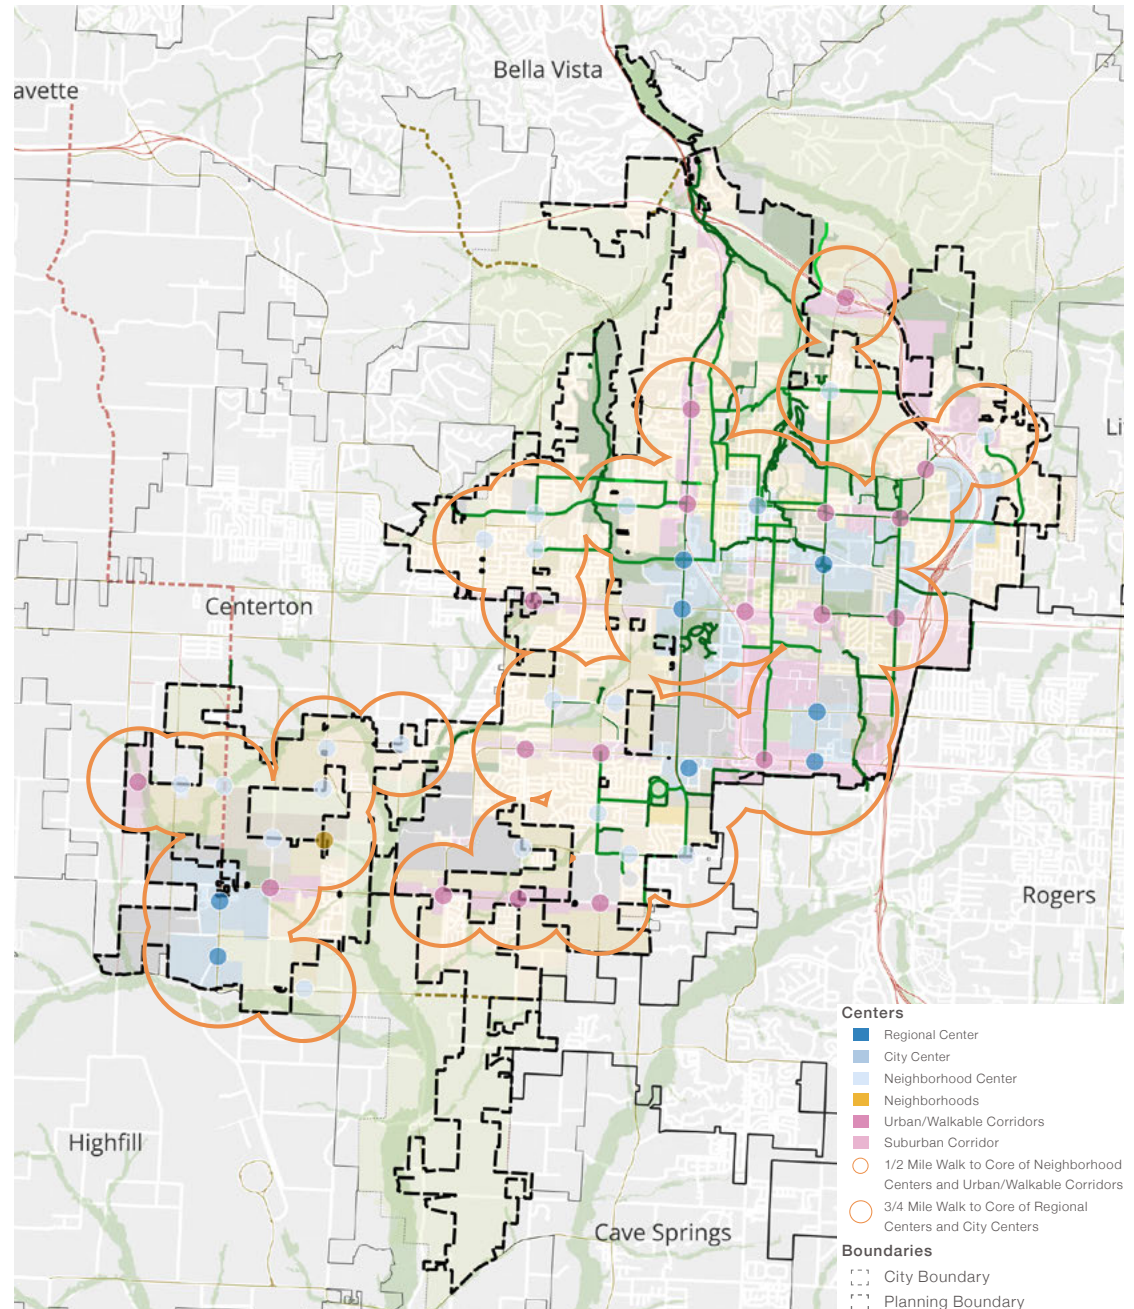 Bella Vista
avette
Li
Centerton
Rogers
Highfill
Cave Springs
Centers
Regional Center
City Center
Neighborhood Center
Neighborhoods
Urban/Walkable Corridors
Suburban Corridor
1/2 Mile Walk to Core of Neighborhood
Centers and Urban/Walkable Corridors
3/4 Mile Walk to Core of Regional
Centers and City Centers
Boundaries
City Boundary
Planning Boundary